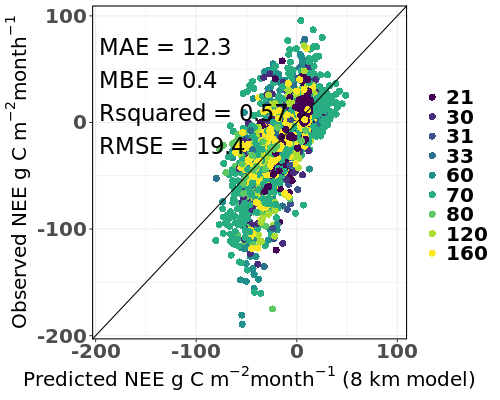 100
0
-100
-200
Observed NEE g C m−2month−1
MAE = 12.3
MBE = 0.4
Rsquared = 0.57
RMSE = 19.4
21
30
31
33
60
70
80
120
160
-200 -100 0 100
Predicted NEE g C m−2month−1 (8 km model)